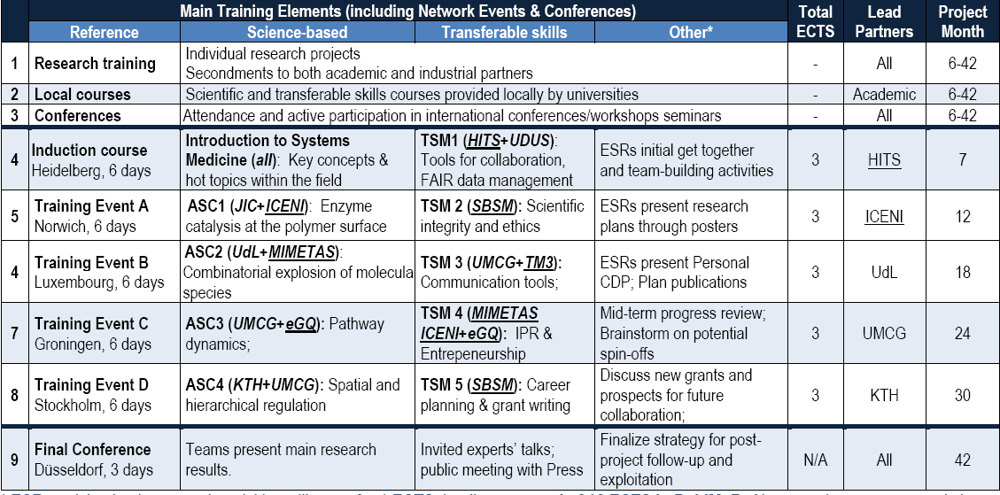 Main Training Elements (including Network Events & Conferences) Total ECTS Lead Partners Project Month
Reference Science-based Transferable skills Other*
1 Research training Individual research projects - All 6-42
Secondments to both academic and industrial partners
2 Local courses Scientific and transferable skills courses provided locally by universities - Academic 6-42
3 Conferences Attendance and active participation in international conferences/workshops seminars - All 6-42
4 Induction course
Heidelberg, 6 days
Introduction to Systems
Medicine (all): Key concepts &
hot topics within the field
TSM1 (HITS+UDUS):
Tools for collaboration,
FAIR data management
ESRs initial get together
and team-building activities
3 HITS 7
5 Training Event A
Norwich, 6 days
ASC1 (JIC+ICENI): Enzyme
catalysis at the polymer surface
TSM 2 (SBSM): Scientific
integrity and ethics
ESRs present research
plans through posters
3 ICENI 12
4 Training Event B
Luxembourg, 6 days
ASC2 (UdL+MIMETAS):
Combinatorial explosion of molecula
species
TSM 3 (UMCG+TM3):
Communication tools;
ESRs present Personal
CDP; Plan publications
3 UdL 18
7 Training Event C
Groningen, 6 days
ASC3 (UMCG+eGQ): Pathway
dynamics;
TSM 4 (MIMETAS
ICENI+eGQ): IPR &
Entrepeneurship
Mid-term progress review;
Brainstorm on potential
spin-offs
3 UMCG 24
8 Training Event D
Stockholm, 6 days
ASC4 (KTH+UMCG): Spatial and
hierarchical regulation
TSM 5 (SBSM): Career
planning & grant writing
Discuss new grants and
prospects for future
collaboration;
3 KTH 30
9 Final Conference
Düsseldorf, 3 days
Teams present main research
results.
Invited experts' talks;
public meeting with Press
Finalize strategy for post-
project follow-up and
exploitation
N/A All 42